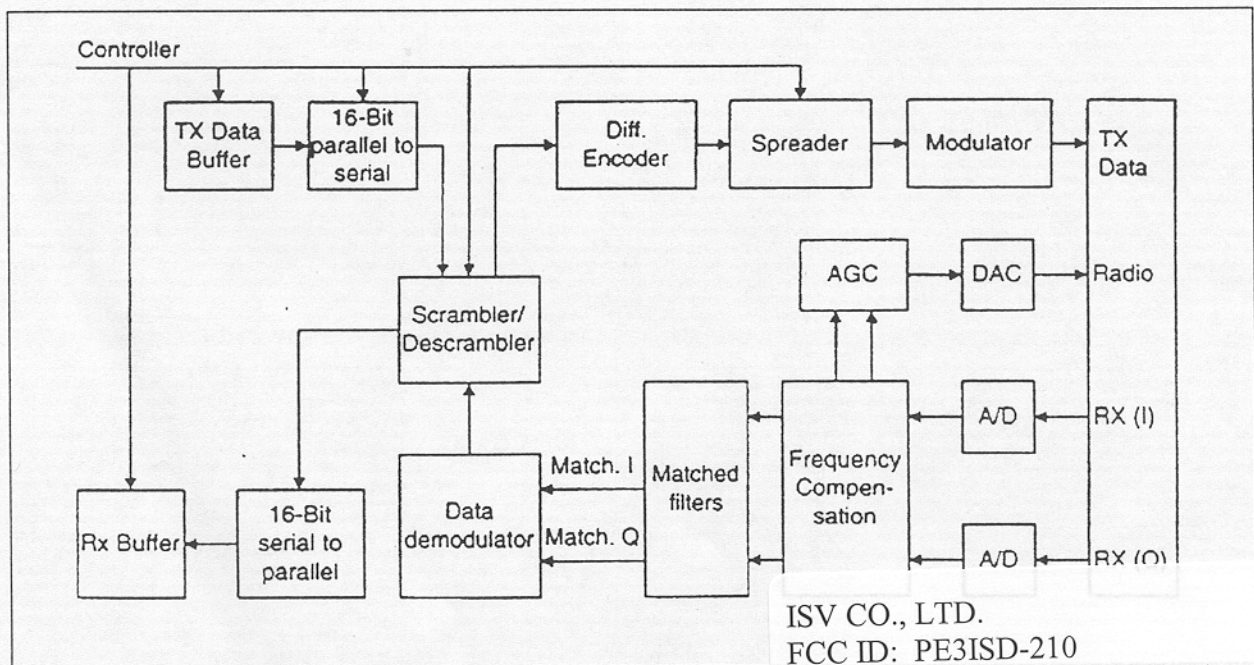 Controller
TX Data
Buffer
16-Bit
parallel to
serial
Diff.
Encoder
Spreader
Modulator
TX
Data
AGC
DAC
Radio
Scrambler/
Descrambler
A/D
RX (I)
Match. I
Matched
filters
Frequency
Compen-
sation
Rx Buffer
16-Bit
serial to
parallel
Data
demodulator
Match. Q
A/D
RX (Q)
ISV CO., LTD.
FCC ID: PE3ISD-210